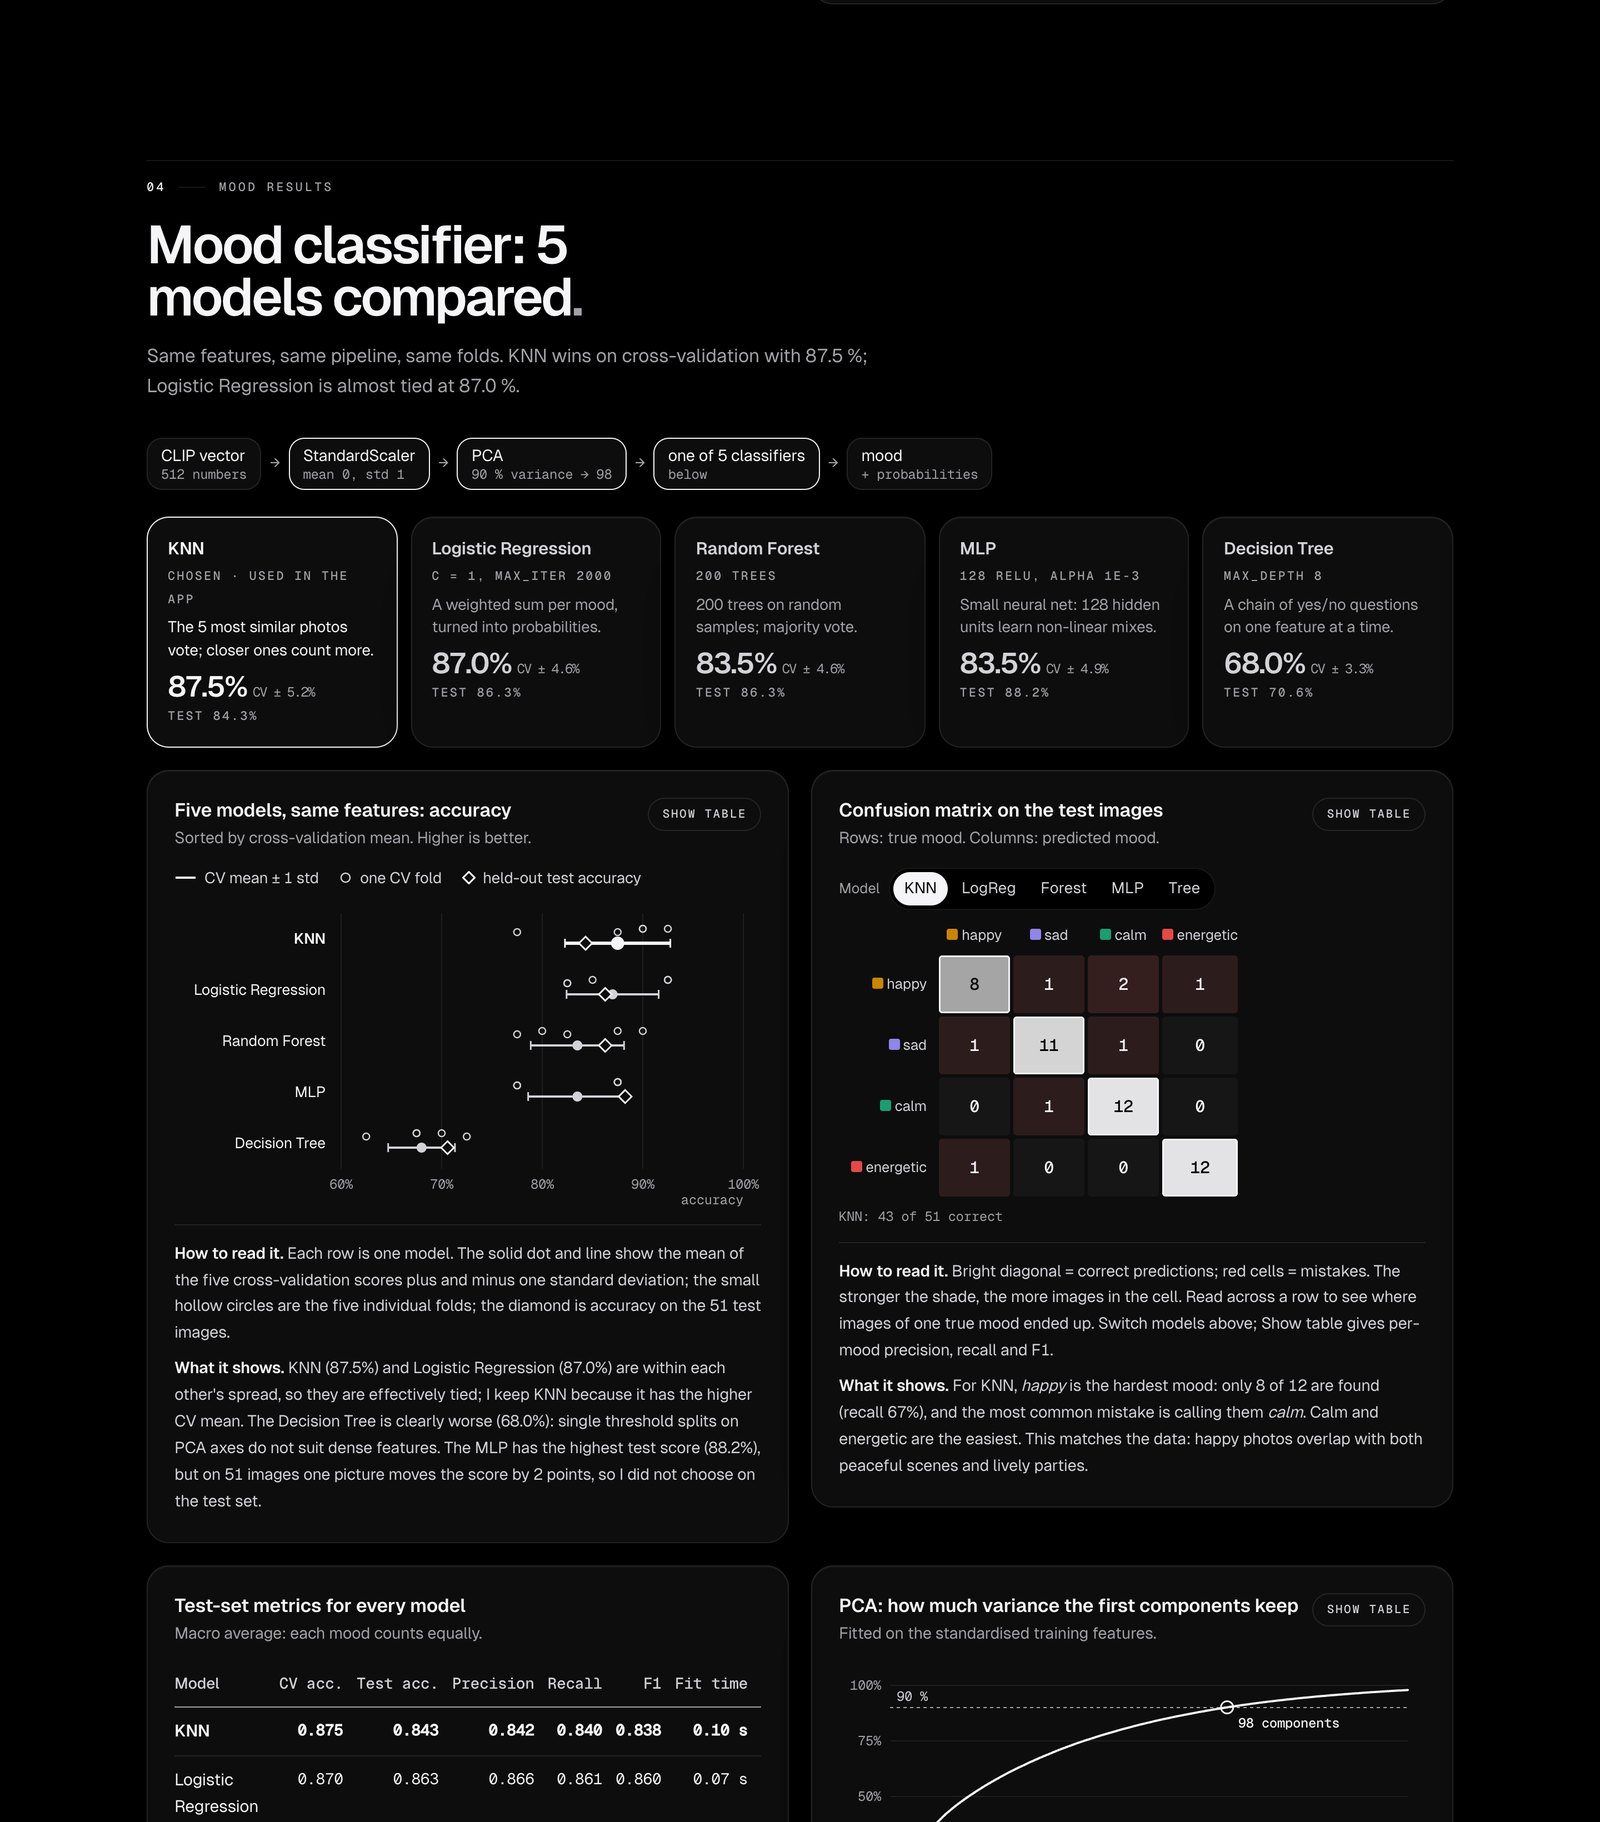 04 MOOD RESULTS
Mood classifier: 5
models compared.
Same features, same pipeline, same folds. KNN wins on cross-validation with 87.5 %;
Logistic Regression is almost tied at 87.0 %.
CLIP vector
512 numbers
→
StandardScaler
mean 0, std 1
→
PCA
90 % variance → 98
→
one of 5 classifiers
below
→
mood
+ probabilities
KNN
CHOSEN · USED IN THE
APP
The 5 most similar photos
vote; closer ones count more.
87.5% CV ± 5.2%
TEST 84.3%
Logistic Regression
C = 1, MAX_ITER 2000
A weighted sum per mood,
turned into probabilities.
87.0% CV ± 4.6%
TEST 86.3%
Random Forest
200 TREES
200 trees on random
samples; majority vote.
83.5% CV ± 4.6%
TEST 86.3%
MLP
128 RELU, ALPHA 1E-3
Small neural net: 128 hidden
units learn non-linear mixes.
83.5% CV ± 4.9%
TEST 88.2%
Decision Tree
MAX_DEPTH 8
A chain of yes/no questions
on one feature at a time.
68.0% CV ± 3.3%
TEST 70.6%
Five models, same features: accuracy
SHOW TABLE
Sorted by cross-validation mean. Higher is better.
CV mean ± 1 std one CV fold held-out test accuracy
KNN
Logistic Regression
Random Forest
MLP
Decision Tree
60% 70% 80% 90% 100%
accuracy
How to read it. Each row is one model. The solid dot and line show the mean of
the five cross-validation scores plus and minus one standard deviation; the small
hollow circles are the five individual folds; the diamond is accuracy on the 51 test
images.
What it shows. KNN (87.5%) and Logistic Regression (87.0%) are within each
other's spread, so they are effectively tied; I keep KNN because it has the higher
CV mean. The Decision Tree is clearly worse (68.0%): single threshold splits on
PCA axes do not suit dense features. The MLP has the highest test score (88.2%),
but on 51 images one picture moves the score by 2 points, so I did not choose on
the test set.
Confusion matrix on the test images
SHOW TABLE
Rows: true mood. Columns: predicted mood.
Model KNN LogReg Forest MLP Tree
happy sad calm energetic
happy 8 1 2 1
sad 1 11 1 0
calm 0 1 12 0
energetic 1 0 0 12
KNN: 43 of 51 correct
How to read it. Bright diagonal = correct predictions; red cells = mistakes. The
stronger the shade, the more images in the cell. Read across a row to see where
images of one true mood ended up. Switch models above; Show table gives per-
mood precision, recall and F1.
What it shows. For KNN, happy is the hardest mood: only 8 of 12 are found
(recall 67%), and the most common mistake is calling them calm. Calm and
energetic are the easiest. This matches the data: happy photos overlap with both
peaceful scenes and lively parties.
Test-set metrics for every model
Macro average: each mood counts equally.
Model CV acc. Test acc. Precision Recall F1 Fit time
KNN 0.875 0.843 0.842 0.840 0.838 0.10 s
Logistic 0.870 0.863 0.866 0.861 0.860 0.07 s
Regression
PCA: how much variance the first components keep
SHOW TABLE
Fitted on the standardised training features.
100%
90 %
98 components
75%
50%